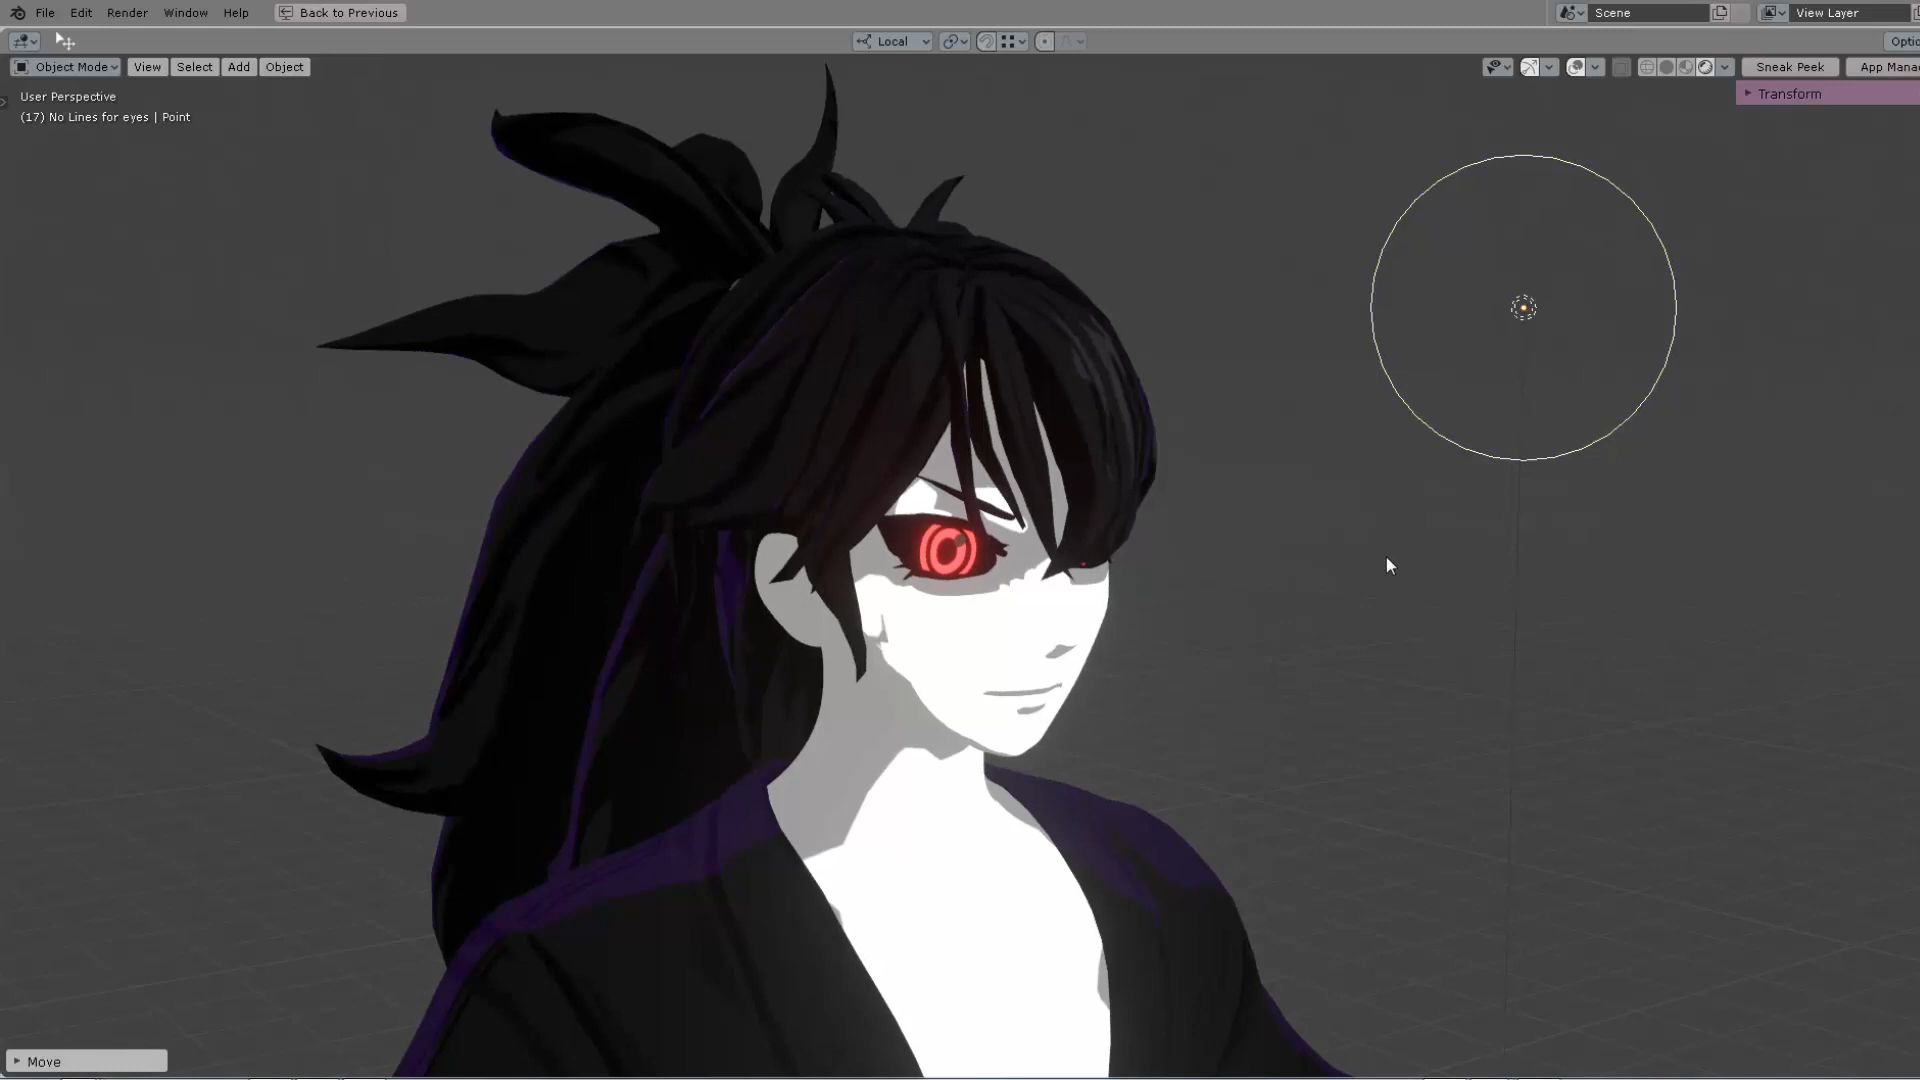 File Edit Render Window Help Back to Previous Scene View Layer
Local Optio
Object Mode View Select Add Object Sneak Peek App Mana
Transform
User Perspective
(17) No Lines for eyes | Point
Move